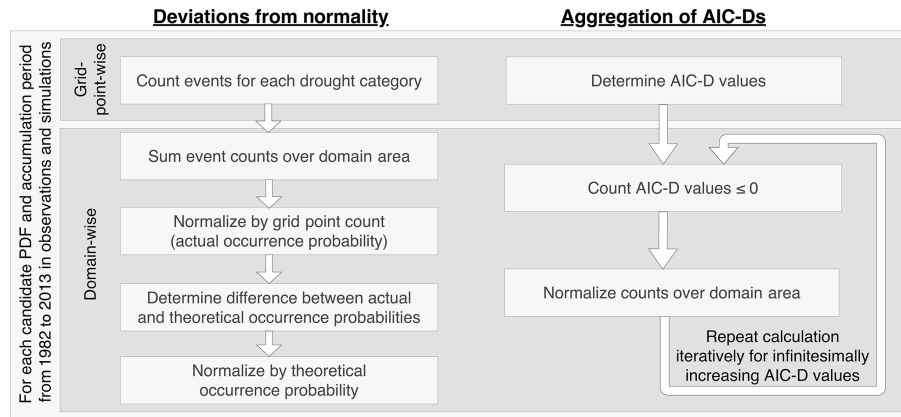 Deviations from normality
Aggregation of AIC-Ds
For each candidate PDF and accumulation period
from 1982 to 2013 in observations and simulations
Grid-
point-wise
Count events for each drought category
Determine AIC-D values
Domain-wise
Sum event counts over domain area
Normalize by grid point count
(actual occurrence probability)
Determine difference between actual
and theoretical occurrence probabilities
Normalize by theoretical
occurrence probability
Count AIC-D values ≤ 0
Normalize counts over domain area
Repeat calculation
iteratively for infinitesimally
increasing AIC-D values